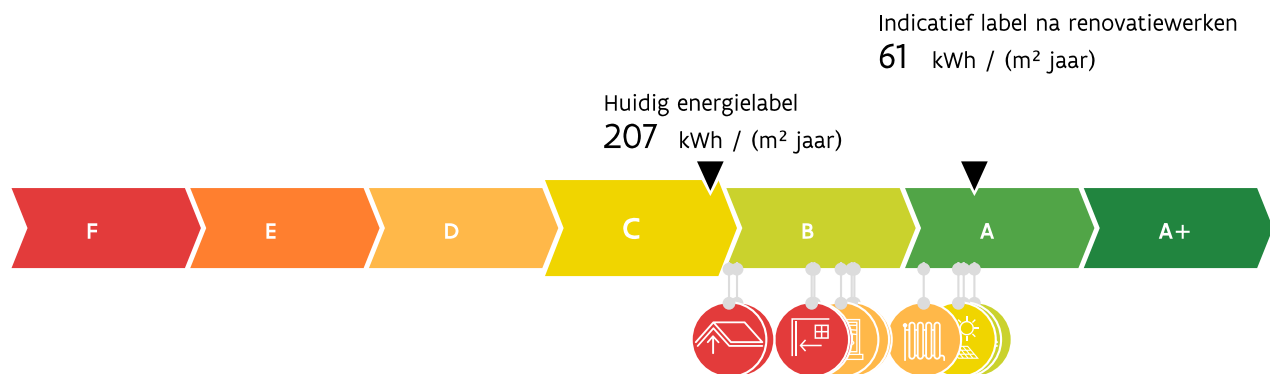 Indicatief label na renovatiewerken
61 kWh / (m² jaar)
Huidig energielabel
207 kWh / (m² jaar)
F E D C B A A+